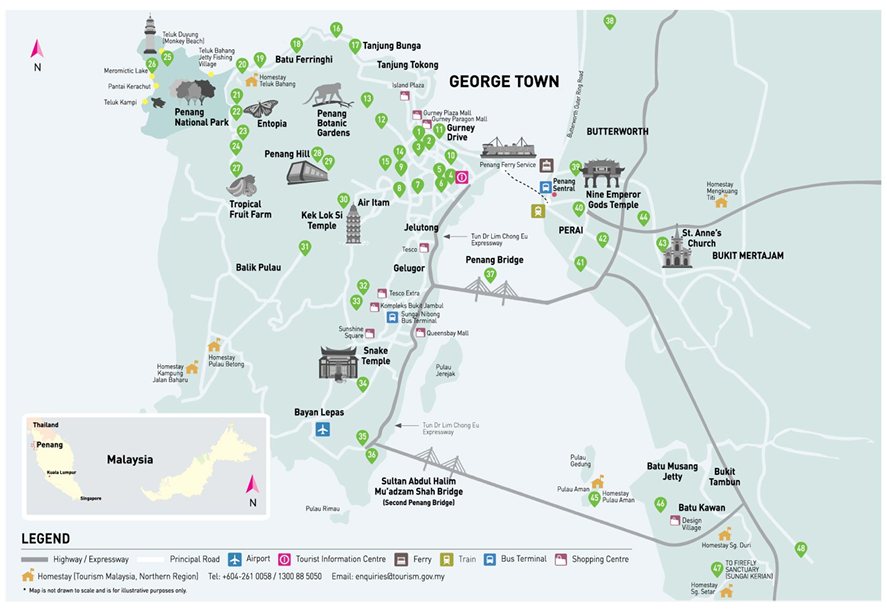 Teluk Duyung
(Monkey Beach)
25
26
Meromictic Lake
Pantai Kerachut
Teluk Kampi
Teluk Bahang
Jetty Fishing
Village
Penang
National Park
20
19
Homestay
Teluk Bahang
18
Batu Ferringhi
16
17
Tanjung Bunga
Tanjung Tokong
Island Plaza
GEORGE TOWN
38
Butterworth Outer Ring Road
N
21
22
Entopia
23
24
27
Tropical
Fruit Farm
Penang
Botanic
Gardens
13
12
Gurney Plaza Mall
Gurney Paragon Mall
11
Gurney
Drive
1
2
3
14
15
9
10
5
4
6
7
8
Penang Hill
28
29
30
Air Itam
Kek Lok Si
Temple
Penang Ferry Service
BUTTERWORTH
39
Penang
Sentral
Nine Emperor
Gods Temple
40
PERAI
42
41
44
43
St. Anne's
Church
BUKIT MERTAJAM
Homestay
Mengkuang
Titi
Jelutong
Tun Dr Lim Chong Eu
Expressway
Tesco
Gelugor
Penang Bridge
37
31
Balik Pulau
32
33
Tesco Extra
Kompleks Bukit Jambul
Sungai Nibong
Bus Terminal
Sunshine
Square
Queensbay Mall
Homestay
Pulau Betong
Homestay
Kampung
Jalan Baharu
Snake
Temple
34
Pulau
Jerejak
Bayan Lepas
35
36
Tun Dr Lim Chong Eu
Expressway
Sultan Abdul Halim
Mu'adzam Shah Bridge
(Second Penang Bridge)
Pulau Rimau
Pulau
Gedung
Pulau Aman
45
Homestay
Pulau Aman
Batu Musang
Jetty
Bukit
Tambun
46
Batu Kawan
Design
Village
Homestay Sg. Duri
47
TO FIREFLY
SANCTUARY
(SUNGAI KERIAN)
48
Homestay
Sg. Setar
Thailand
Penang
Kuala Lumpur
Singapore
Malaysia
N
LEGEND
Highway / Expressway Principal Road Airport Tourist Information Centre Ferry Train Bus Terminal Shopping Centre
Homestay (Tourism Malaysia, Northern Region) Tel: +604-261 0058 / 1300 88 5050 Email: enquiries@tourism.gov.my
* Map is not drawn to scale and is for illustrative purposes only.